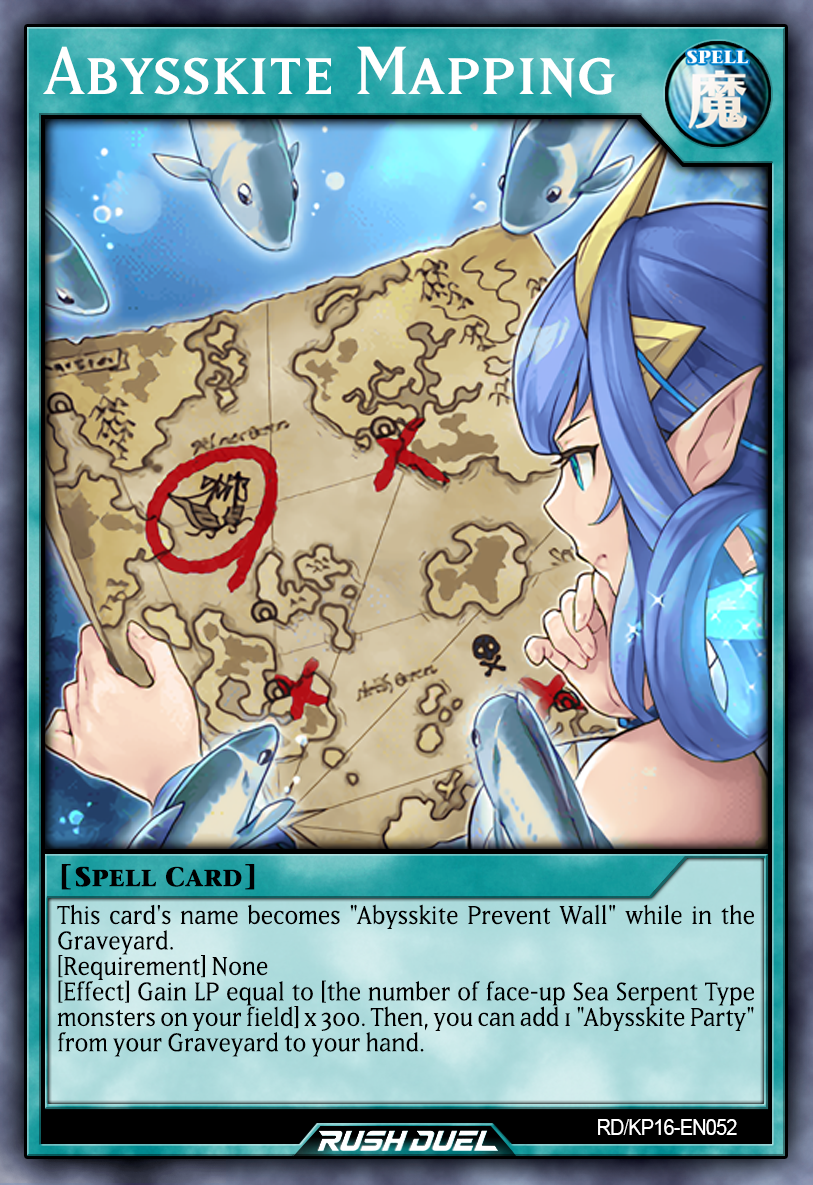 Abysskite Mapping
SPELL
魔
[Spell Card]
This card's name becomes "Abysskite Prevent Wall" while in the
Graveyard.
[Requirement] None
[Effect] Gain LP equal to [the number of face-up Sea Serpent Type
monsters on your field] x 300. Then, you can add 1 "Abysskite Party"
from your Graveyard to your hand.
RUSH DUEL
RD/KP16-EN052